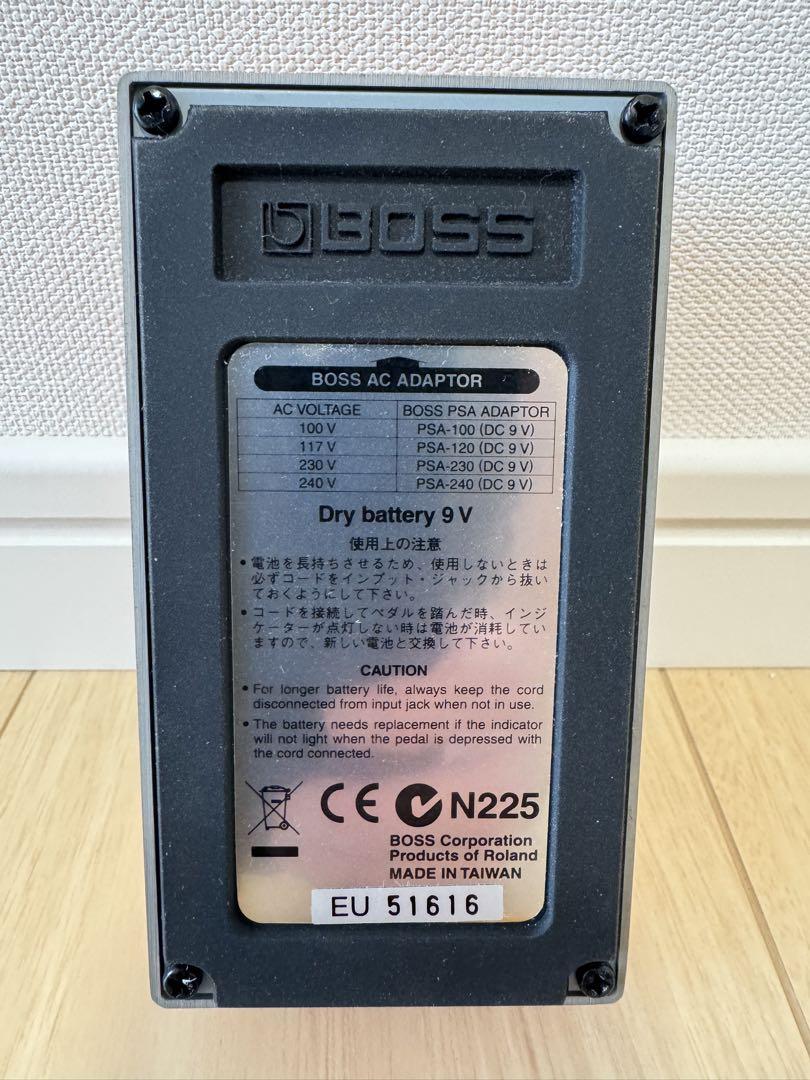 BOSS
BOSS AC ADAPTOR
AC VOLTAGE BOSS PSA ADAPTOR
100 V PSA-100 (DC 9 V)
117 V PSA-120 (DC 9 V)
230 V PSA-230 (DC 9 V)
240 V PSA-240 (DC 9 V)
Dry battery 9 V
使用上の注意
• 電池を長持ちさせるため、使用しないときは
必ずコードをインプット・ジャックから抜い
ておくようにして下さい。
• コードを接続してペダルを踏んだ時、インジ
ケーターが点灯しない時は電池が消耗してい
ますので、新しい電池と交換して下さい。
CAUTION
• For longer battery life, always keep the cord
disconnected from input jack when not in use.
• The battery needs replacement if the indicator
will not light when the pedal is depressed with
the cord connected.
CE N225
BOSS Corporation
Products of Roland
MADE IN TAIWAN
EU 51616